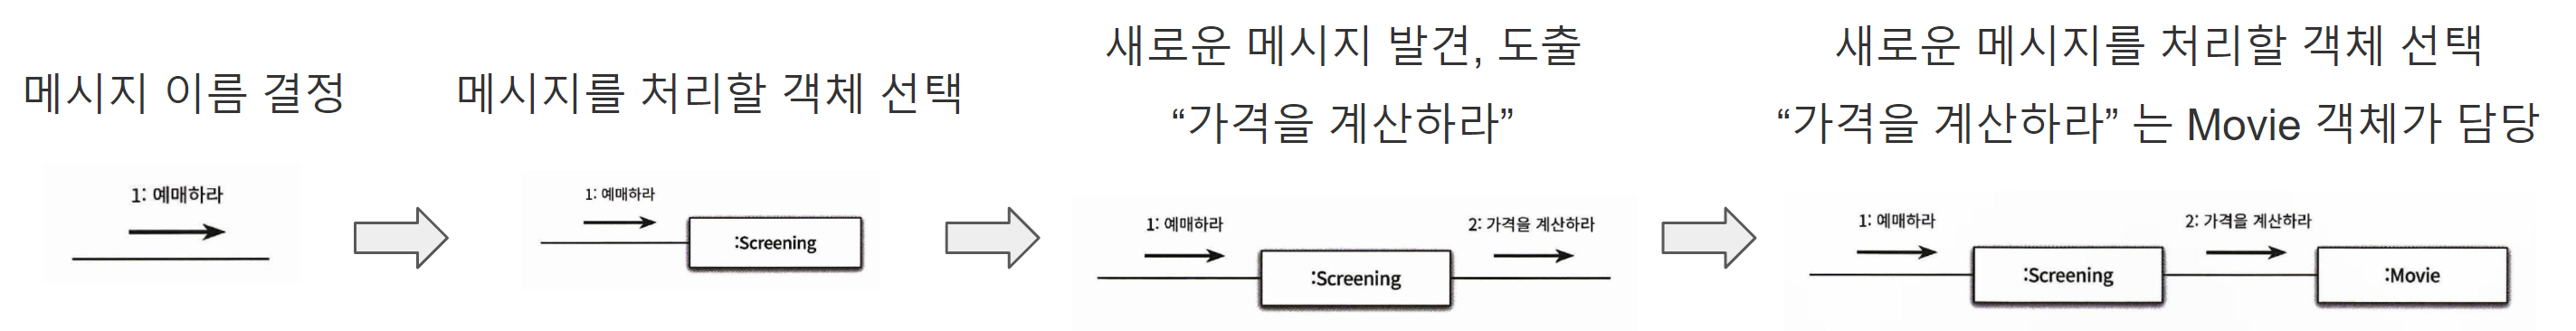 메시지 이름 결정
1: 예매하라
메시지를 처리할 객체 선택
1: 예매하라
:Screening
새로운 메시지 발견, 도출
“가격을 계산하라”
1: 예매하라
2: 가격을 계산하라
:Screening
새로운 메시지를 처리할 객체 선택
“가격을 계산하라” 는 Movie 객체가 담당
1: 예매하라
2: 가격을 계산하라
:Screening
:Movie